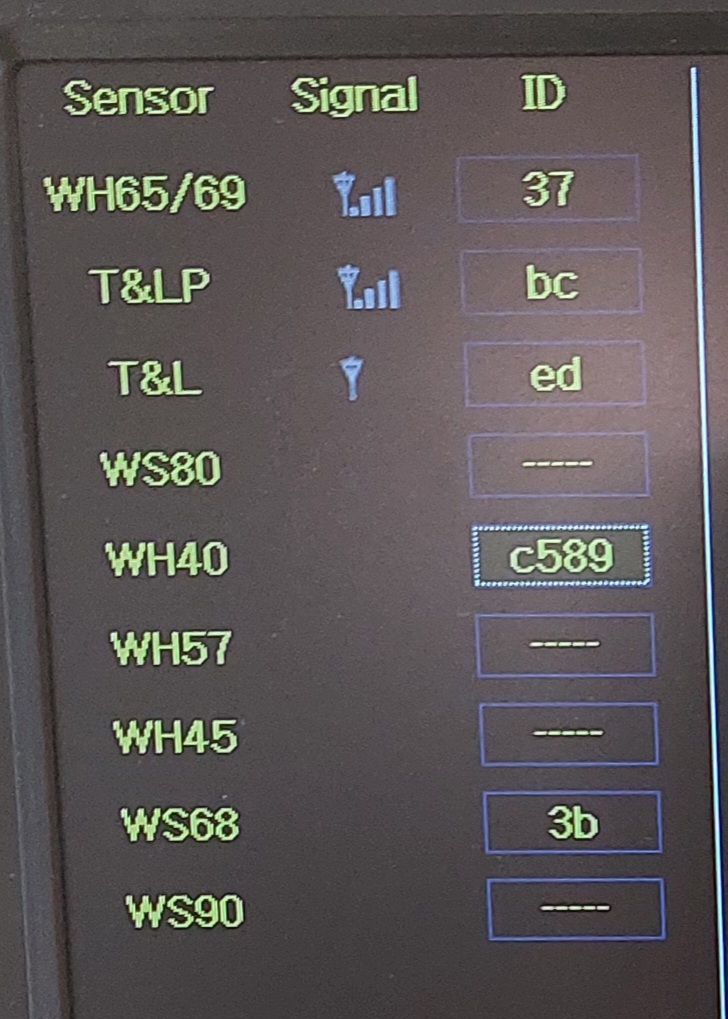 Sensor Signal ID
WH65/69 37
T&LP bc
T&L ed
WS80 -----
WH40 c589
WH57 -----
WH45 -----
WS68 3b
WS90 -----